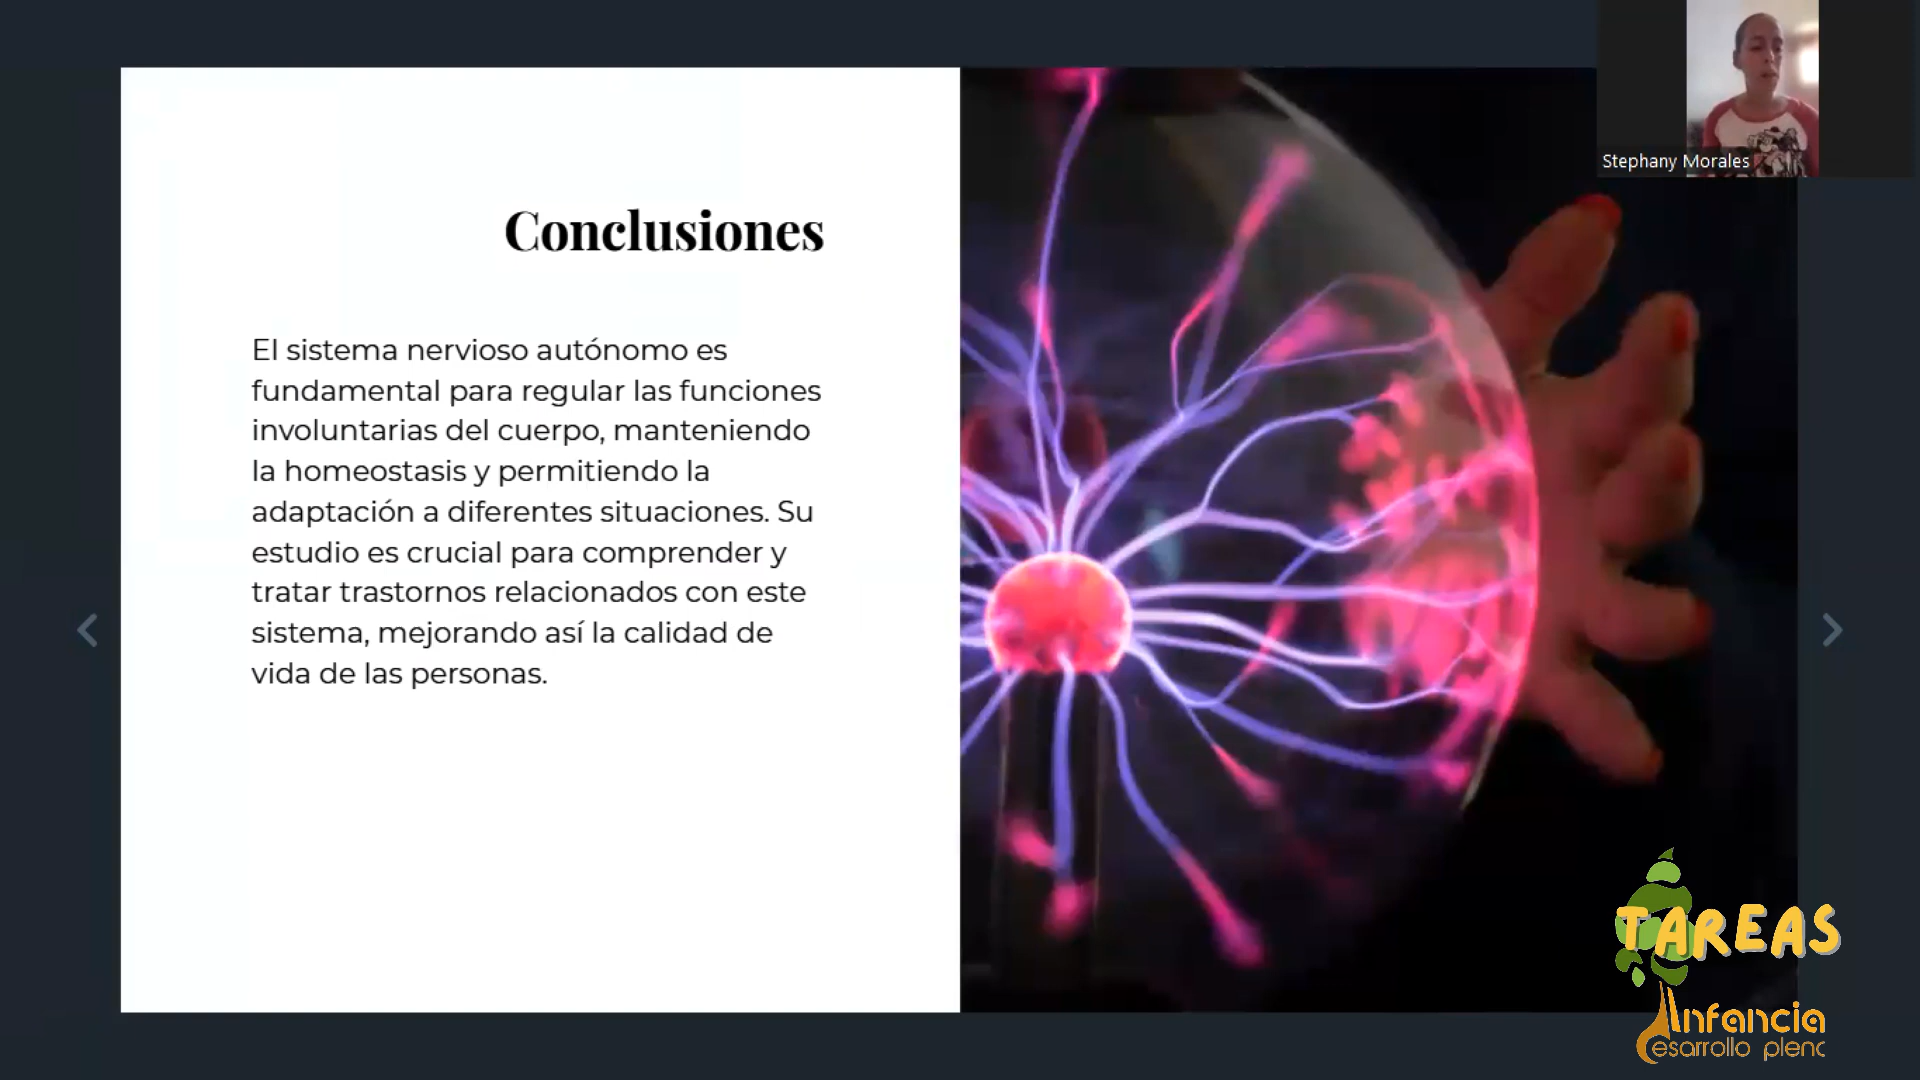 Stephany Morales
Conclusiones
El sistema nervioso autónomo es
fundamental para regular las funciones
involuntarias del cuerpo, manteniendo
la homeostasis y permitiendo la
adaptación a diferentes situaciones. Su
estudio es crucial para comprender y
tratar trastornos relacionados con este
sistema, mejorando así la calidad de
vida de las personas.
TAREAS
Infancia
Desarrollo pleno